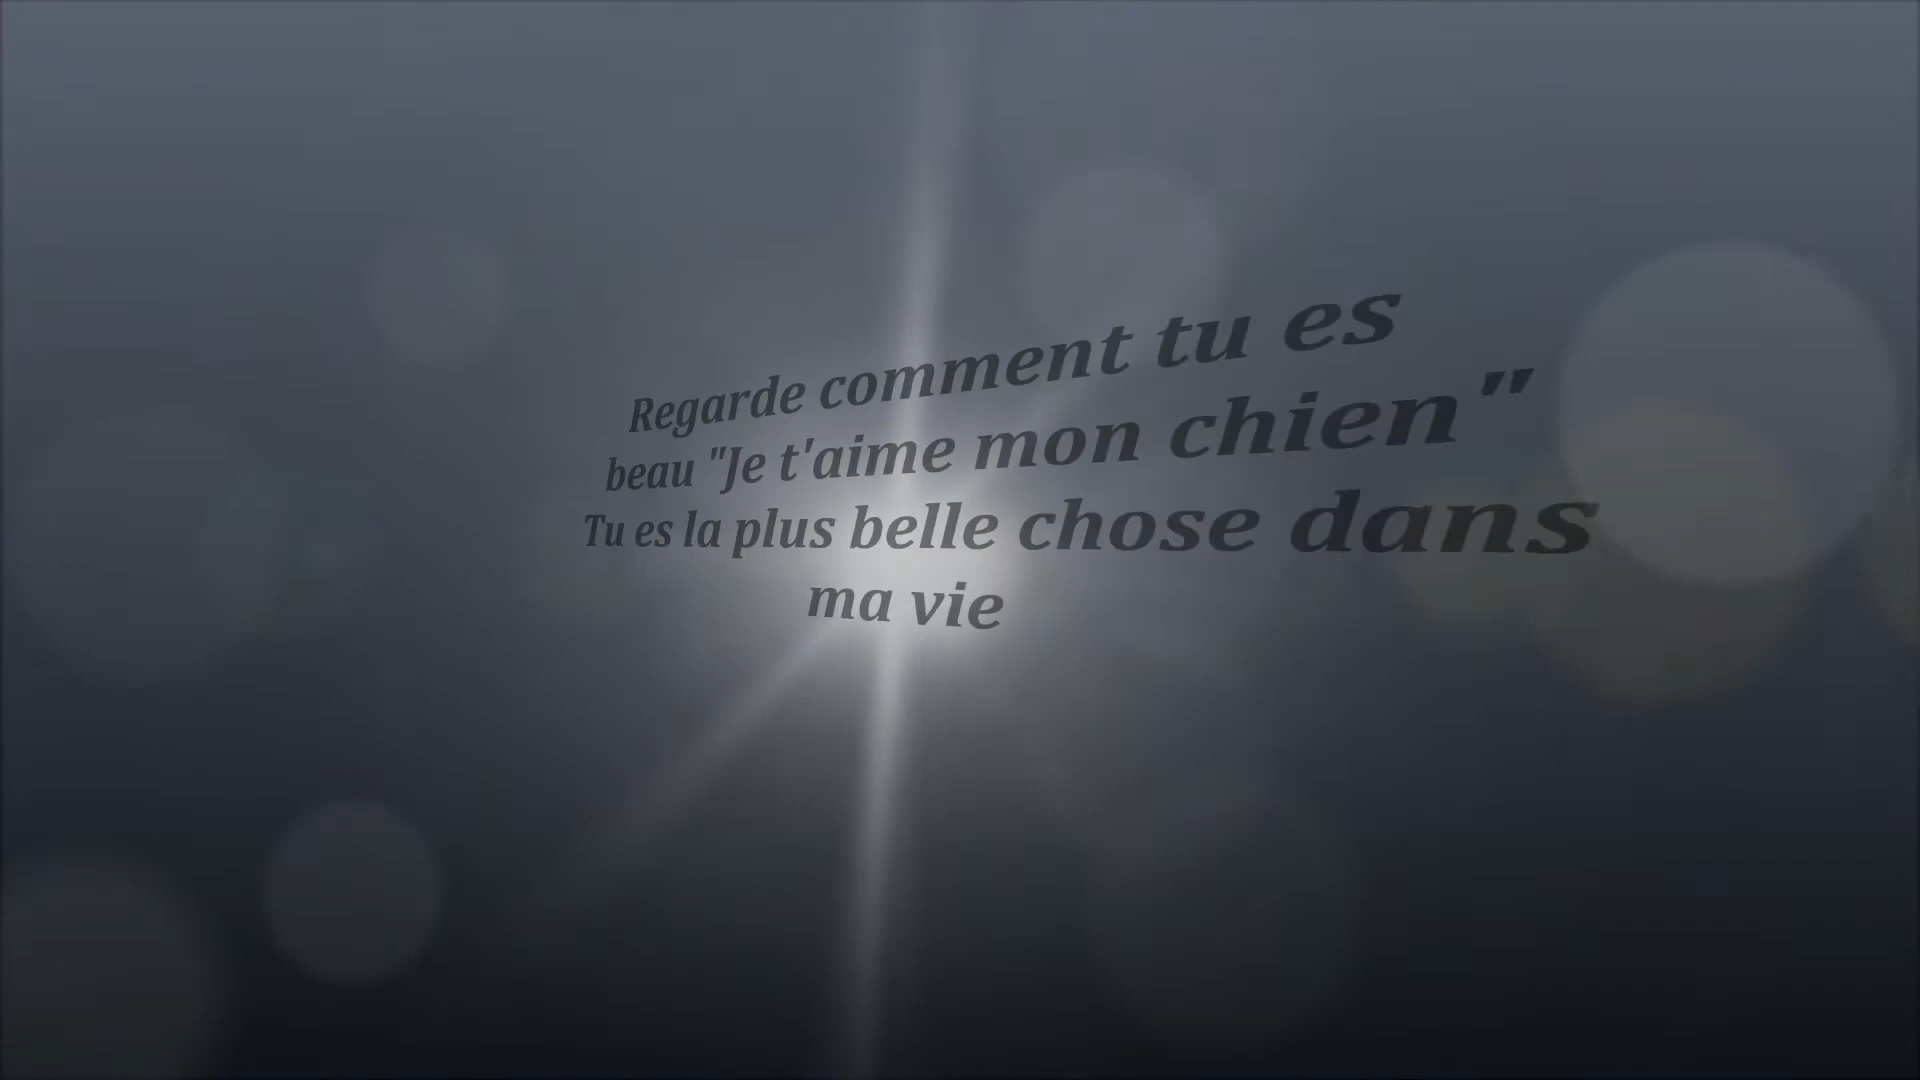 Regarde comment tu es
beau "Je t'aime mon chien"
Tu es la plus belle chose dans
ma vie